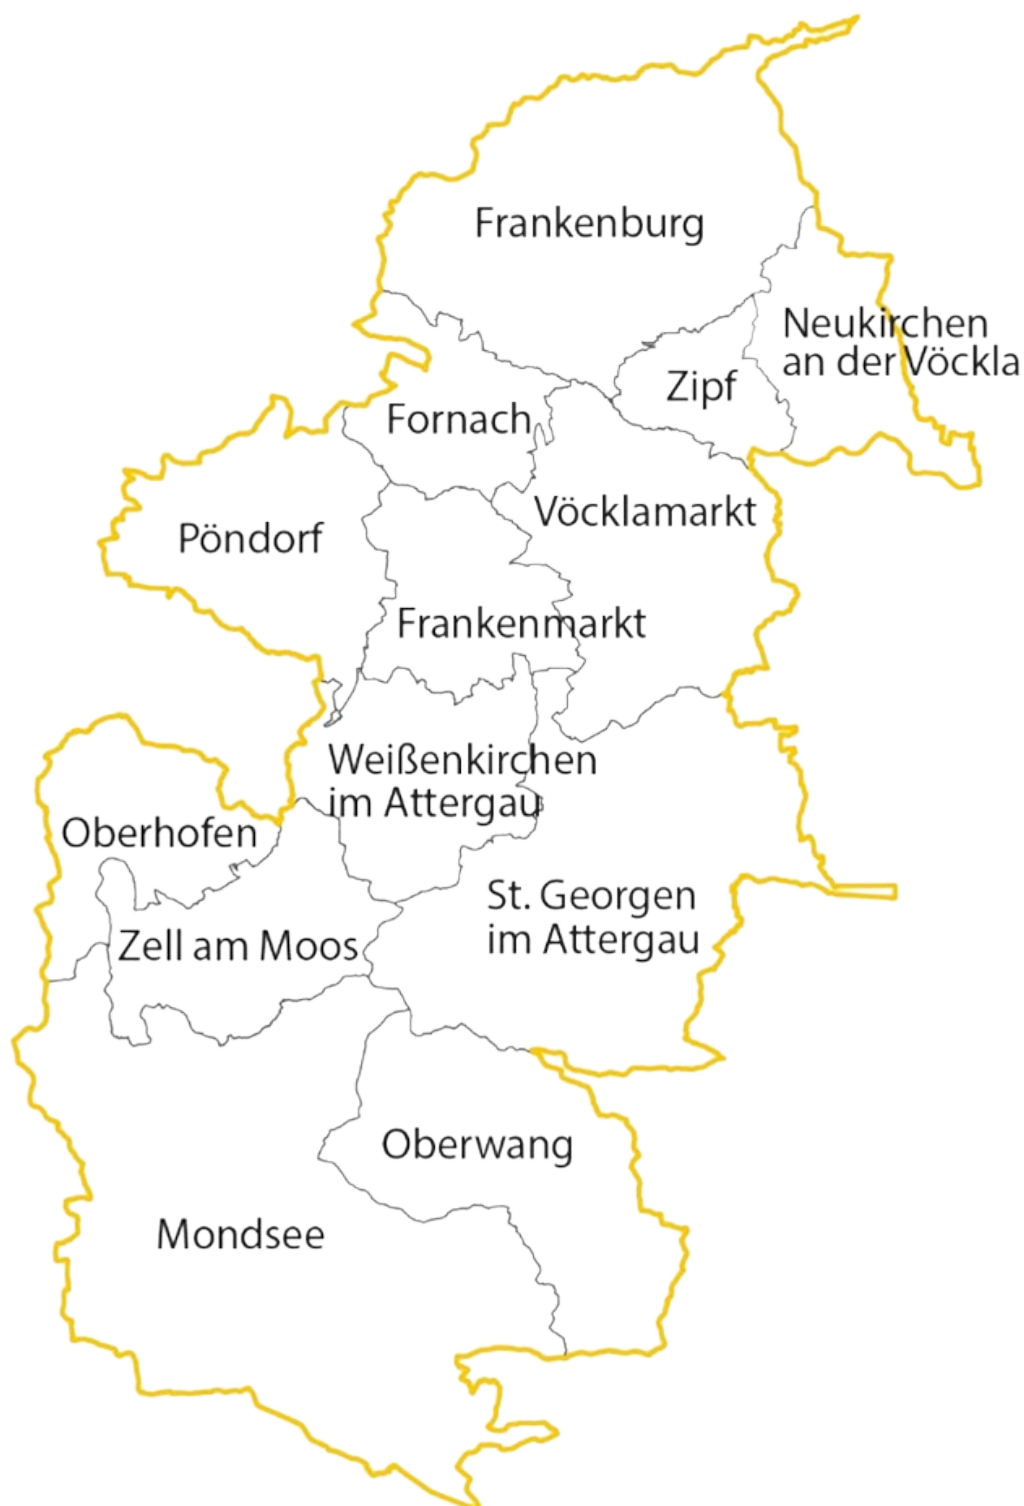 Frankenburg
Neukirchen
an der Vöckla
Zipf
Fornach
Vöcklamarkt
Pöndorf
Frankenmarkt
Weißenkirchen
im Attergau
Oberhofen
St. Georgen
im Attergau
Zell am Moos
Oberwang
Mondsee